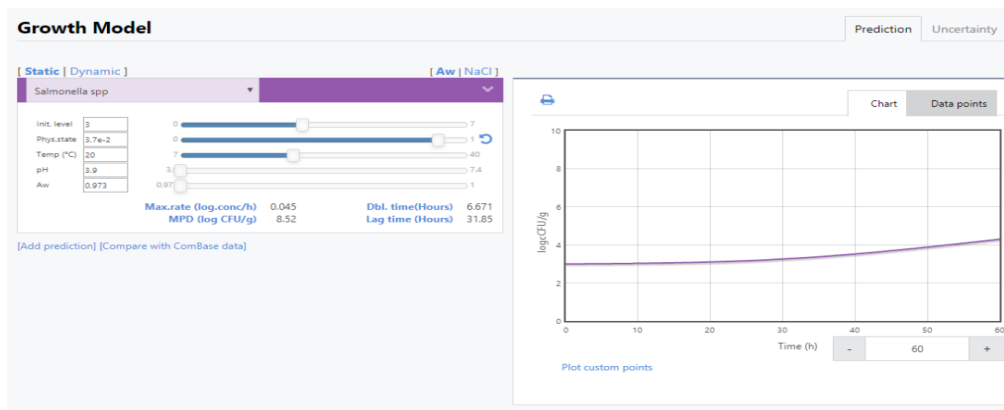 Growth Model
Prediction Uncertainty
[ Static | Dynamic ] [ Aw | NaCl ]
Salmonella spp
Init. level 3 0 7
Phys.state 3.7e-2 0 1
Temp (°C) 20 7 40
pH 3.9 7.4
Aw 0.973 0.97 1
Max.rate (log.conc/h) 0.045 Dbl. time(Hours) 6.671
MPD (log CFU/g) 8.52 Lag time (Hours) 31.85
[Add prediction] [Compare with ComBase data]
Chart Data points
10
8
6
4
2
0
logcCFU/g
0 10 20 30 40 50 60
Time (h) - 60 +
Plot custom points